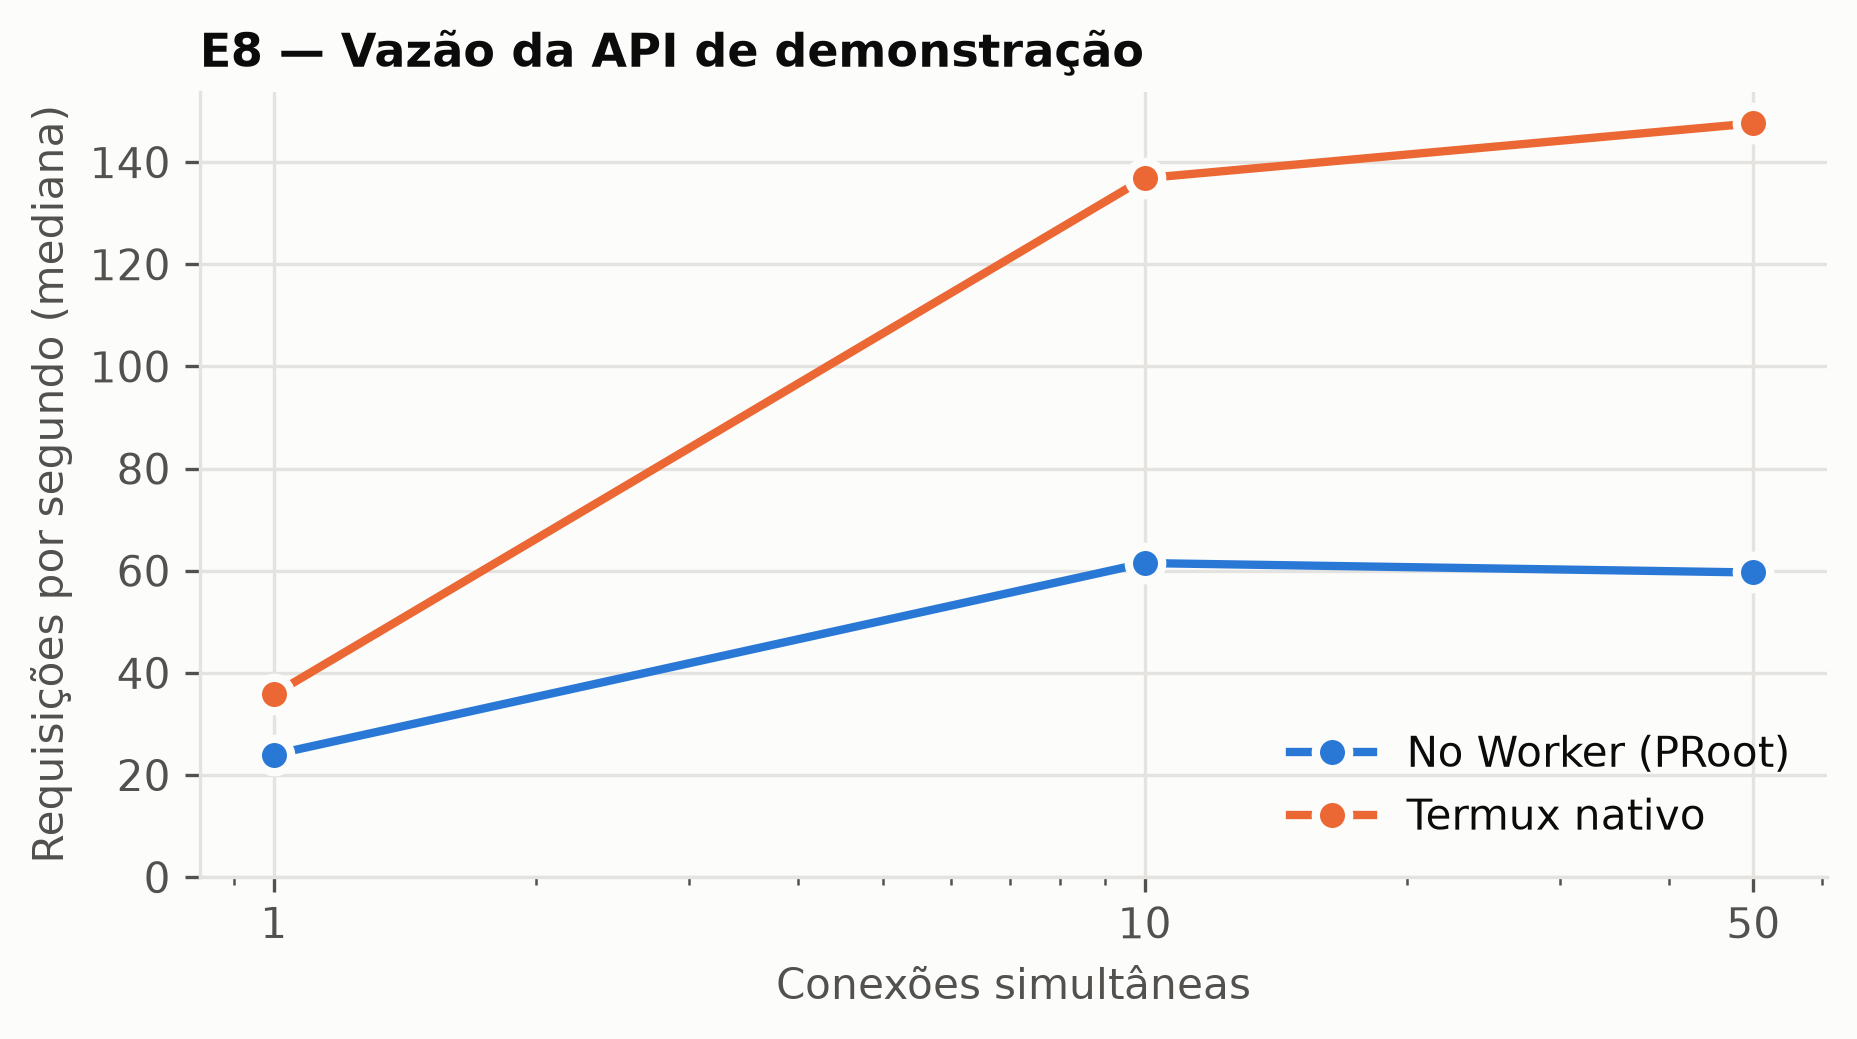 E8 — Vazão da API de demonstração
Requisições por segundo (mediana)
140
120
100
80
60
40
20
0
No Worker (PRoot)
Termux nativo
1
10
50
Conexões simultâneas